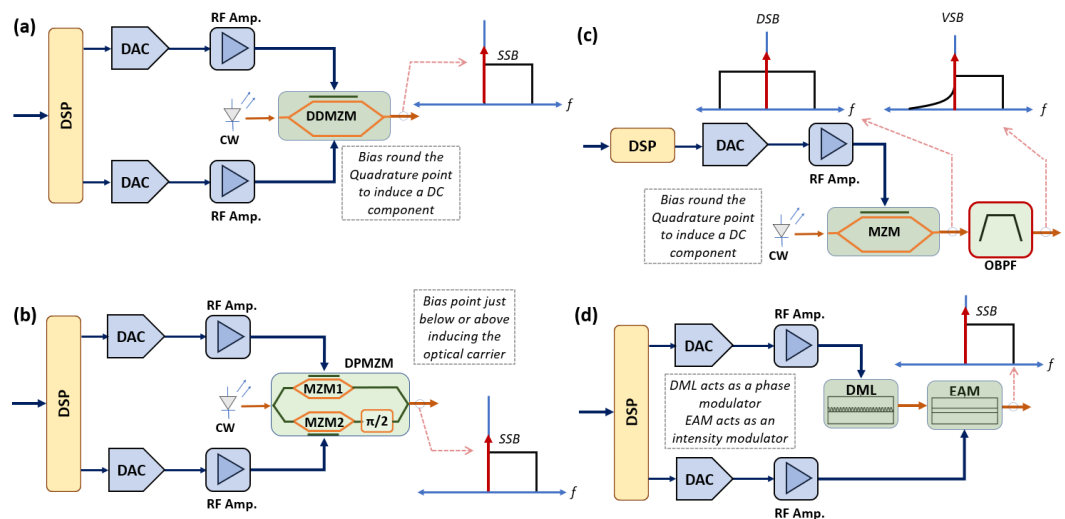 (a)
RF Amp.
DAC
DSP
SSB
f
CW
DDMZM
Bias round the
Quadrature point
to induce a DC
component
DAC
RF Amp.
(b)
RF Amp.
DAC
DSP
Bias point just
below or above
inducing the
optical carrier
DPMZM
MZM1
CW
MZM2
π/2
SSB
f
DAC
RF Amp.
(c)
DSB
f
VSB
f
DSP
DAC
RF Amp.
Bias round the
Quadrature point
to induce a DC
component
CW
MZM
OBPF
(d)
RF Amp.
DAC
DSP
SSB
f
DML acts as a phase
modulator
EAM acts as an
intensity modulator
DML
EAM
DAC
RF Amp.